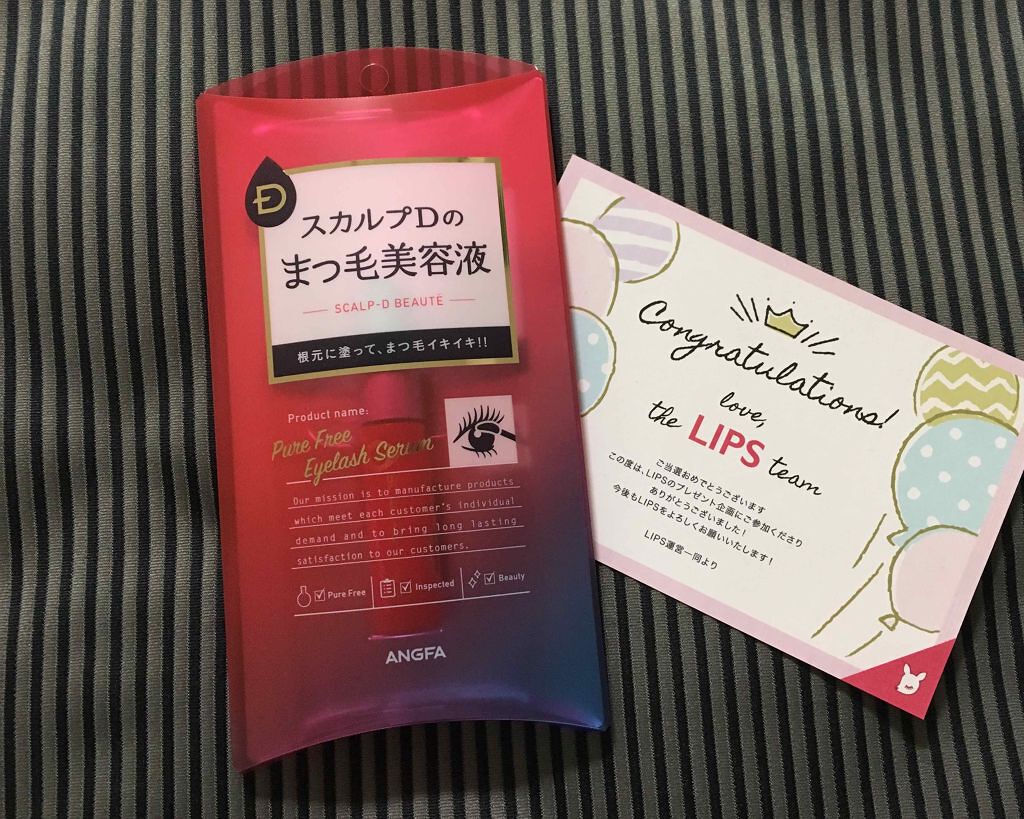 D
スカルプDの
まつ毛美容液
SCALP-D BEAUTÉ
根元に塗って、まつ毛イキイキ!!
Product name:
Pure Free
Eyelash Serum
Our mission is to manufacture products
which meet each customer's individual
demand and to bring long lasting
satisfaction to our customers.
Pure Free
Inspected
Beauty
ANGFA
Congratulations!
love,
the LIPS team
ご当選おめでとうございます
この度は、LIPSのプレゼント企画にご参加くださり
ありがとうございました!
今後もLIPSをよろしくお願いいたします!
LIPS運営一同より